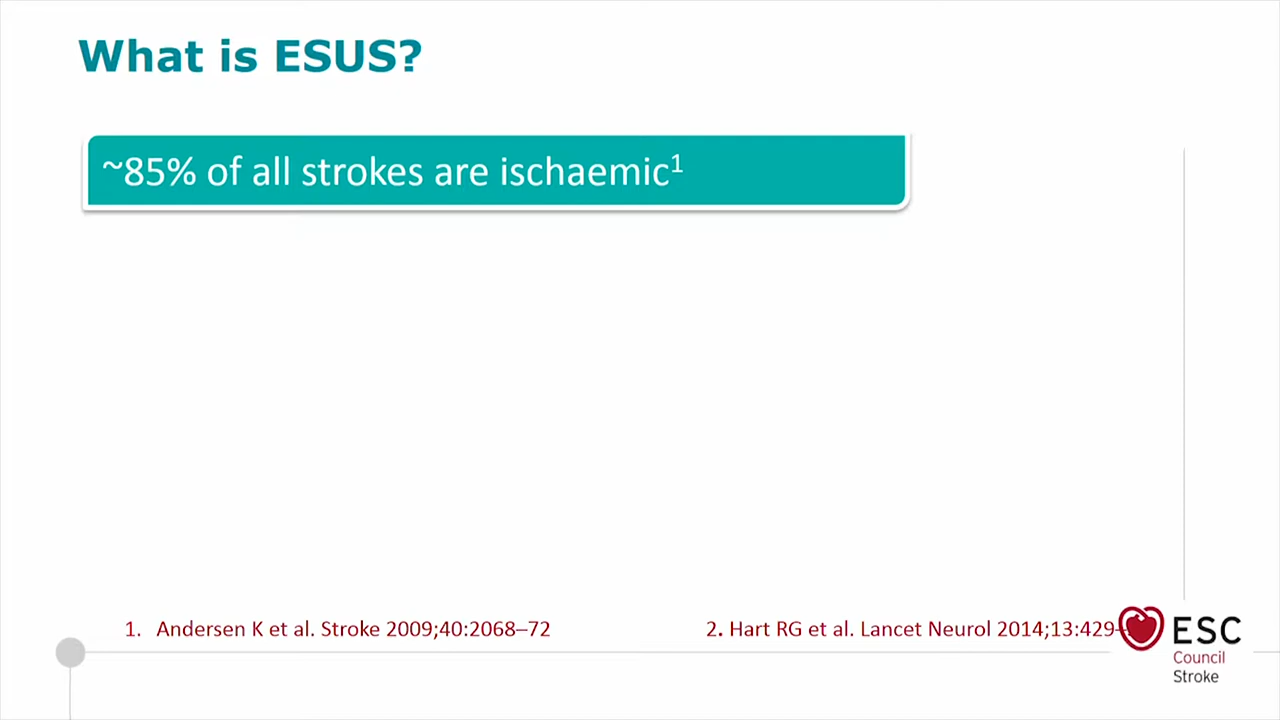 What is ESUS?
~85% of all strokes are ischaemic¹
1. Andersen K et al. Stroke 2009;40:2068–72
2. Hart RG et al. Lancet Neurol 2014;13:429–
ESC
Council
Stroke